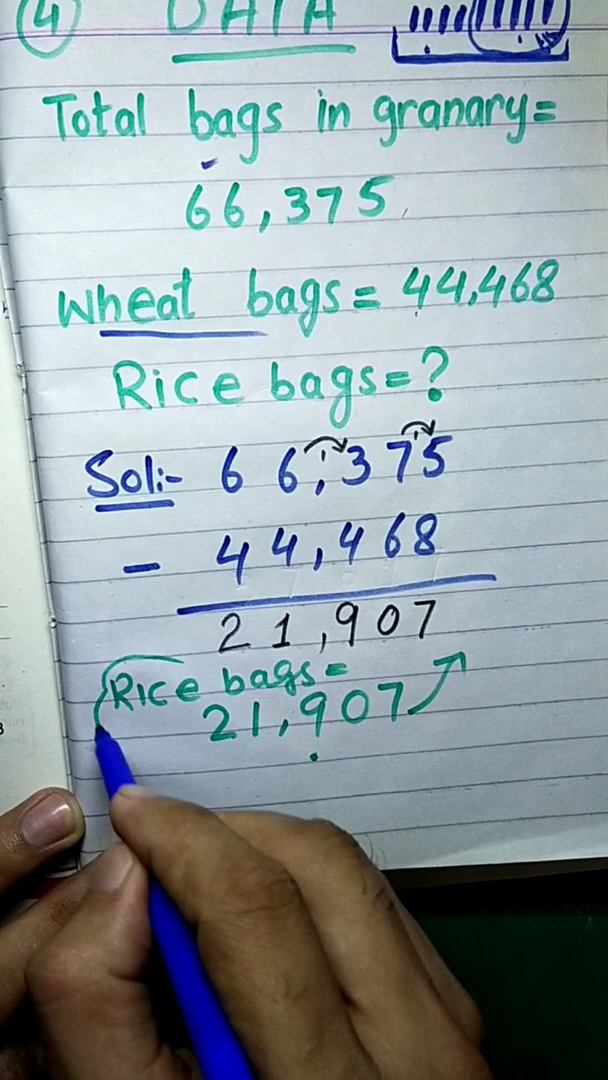 4 DATA
Total bags in granary=
66,375
Wheat bags = 44,468
Rice bags=?
Sol:- 66,375
- 44,468
21,907
Rice bags=
21,907